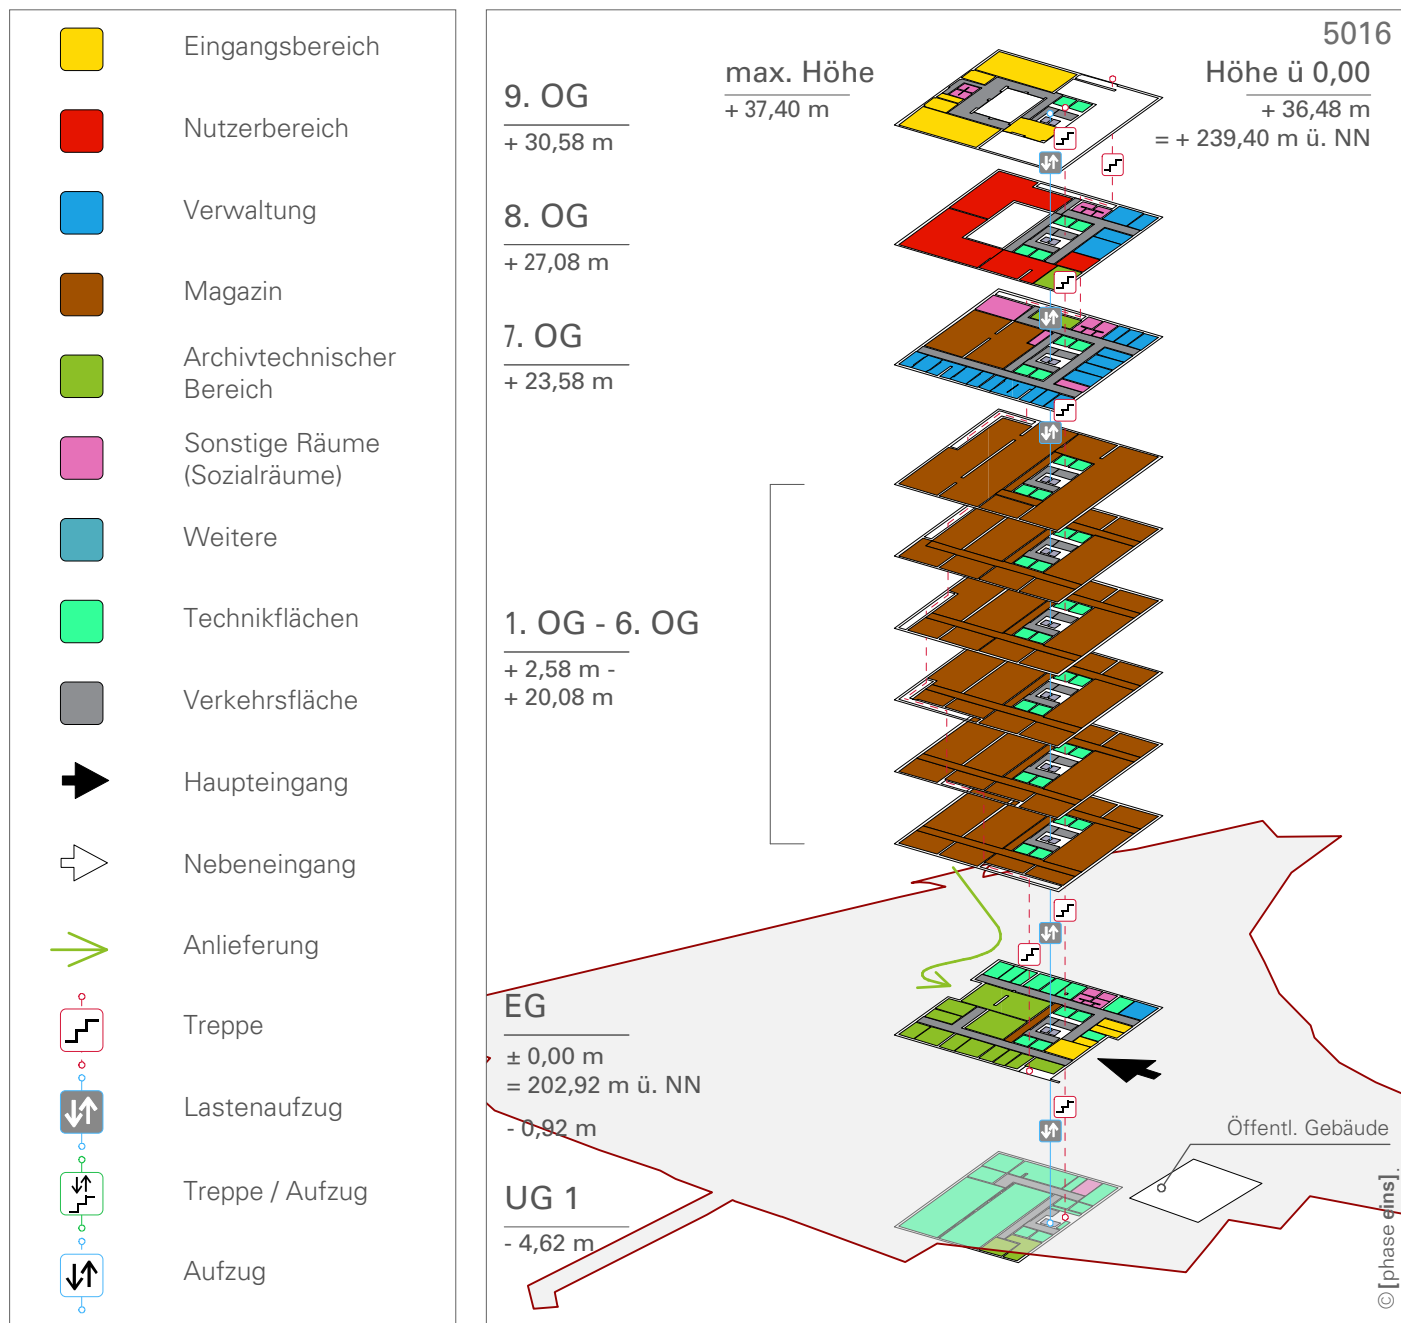 Eingangsbereich
Nutzerbereich
Verwaltung
Magazin
Archivtechnischer
Bereich
Sonstige Räume
(Sozialräume)
Weitere
Technikflächen
Verkehrsfläche
Haupteingang
Nebeneingang
Anlieferung
Treppe
Lastenaufzug
Treppe / Aufzug
Aufzug
5016
max. Höhe
+ 37,40 m
Höhe ü 0,00
+ 36,48 m
= + 239,40 m ü. NN
9. OG
+ 30,58 m
8. OG
+ 27,08 m
7. OG
+ 23,58 m
1. OG - 6. OG
+ 2,58 m -
+ 20,08 m
EG
± 0,00 m
= 202,92 m ü. NN
- 0,92 m
UG 1
- 4,62 m
Öffentl. Gebäude
© [phase eins].